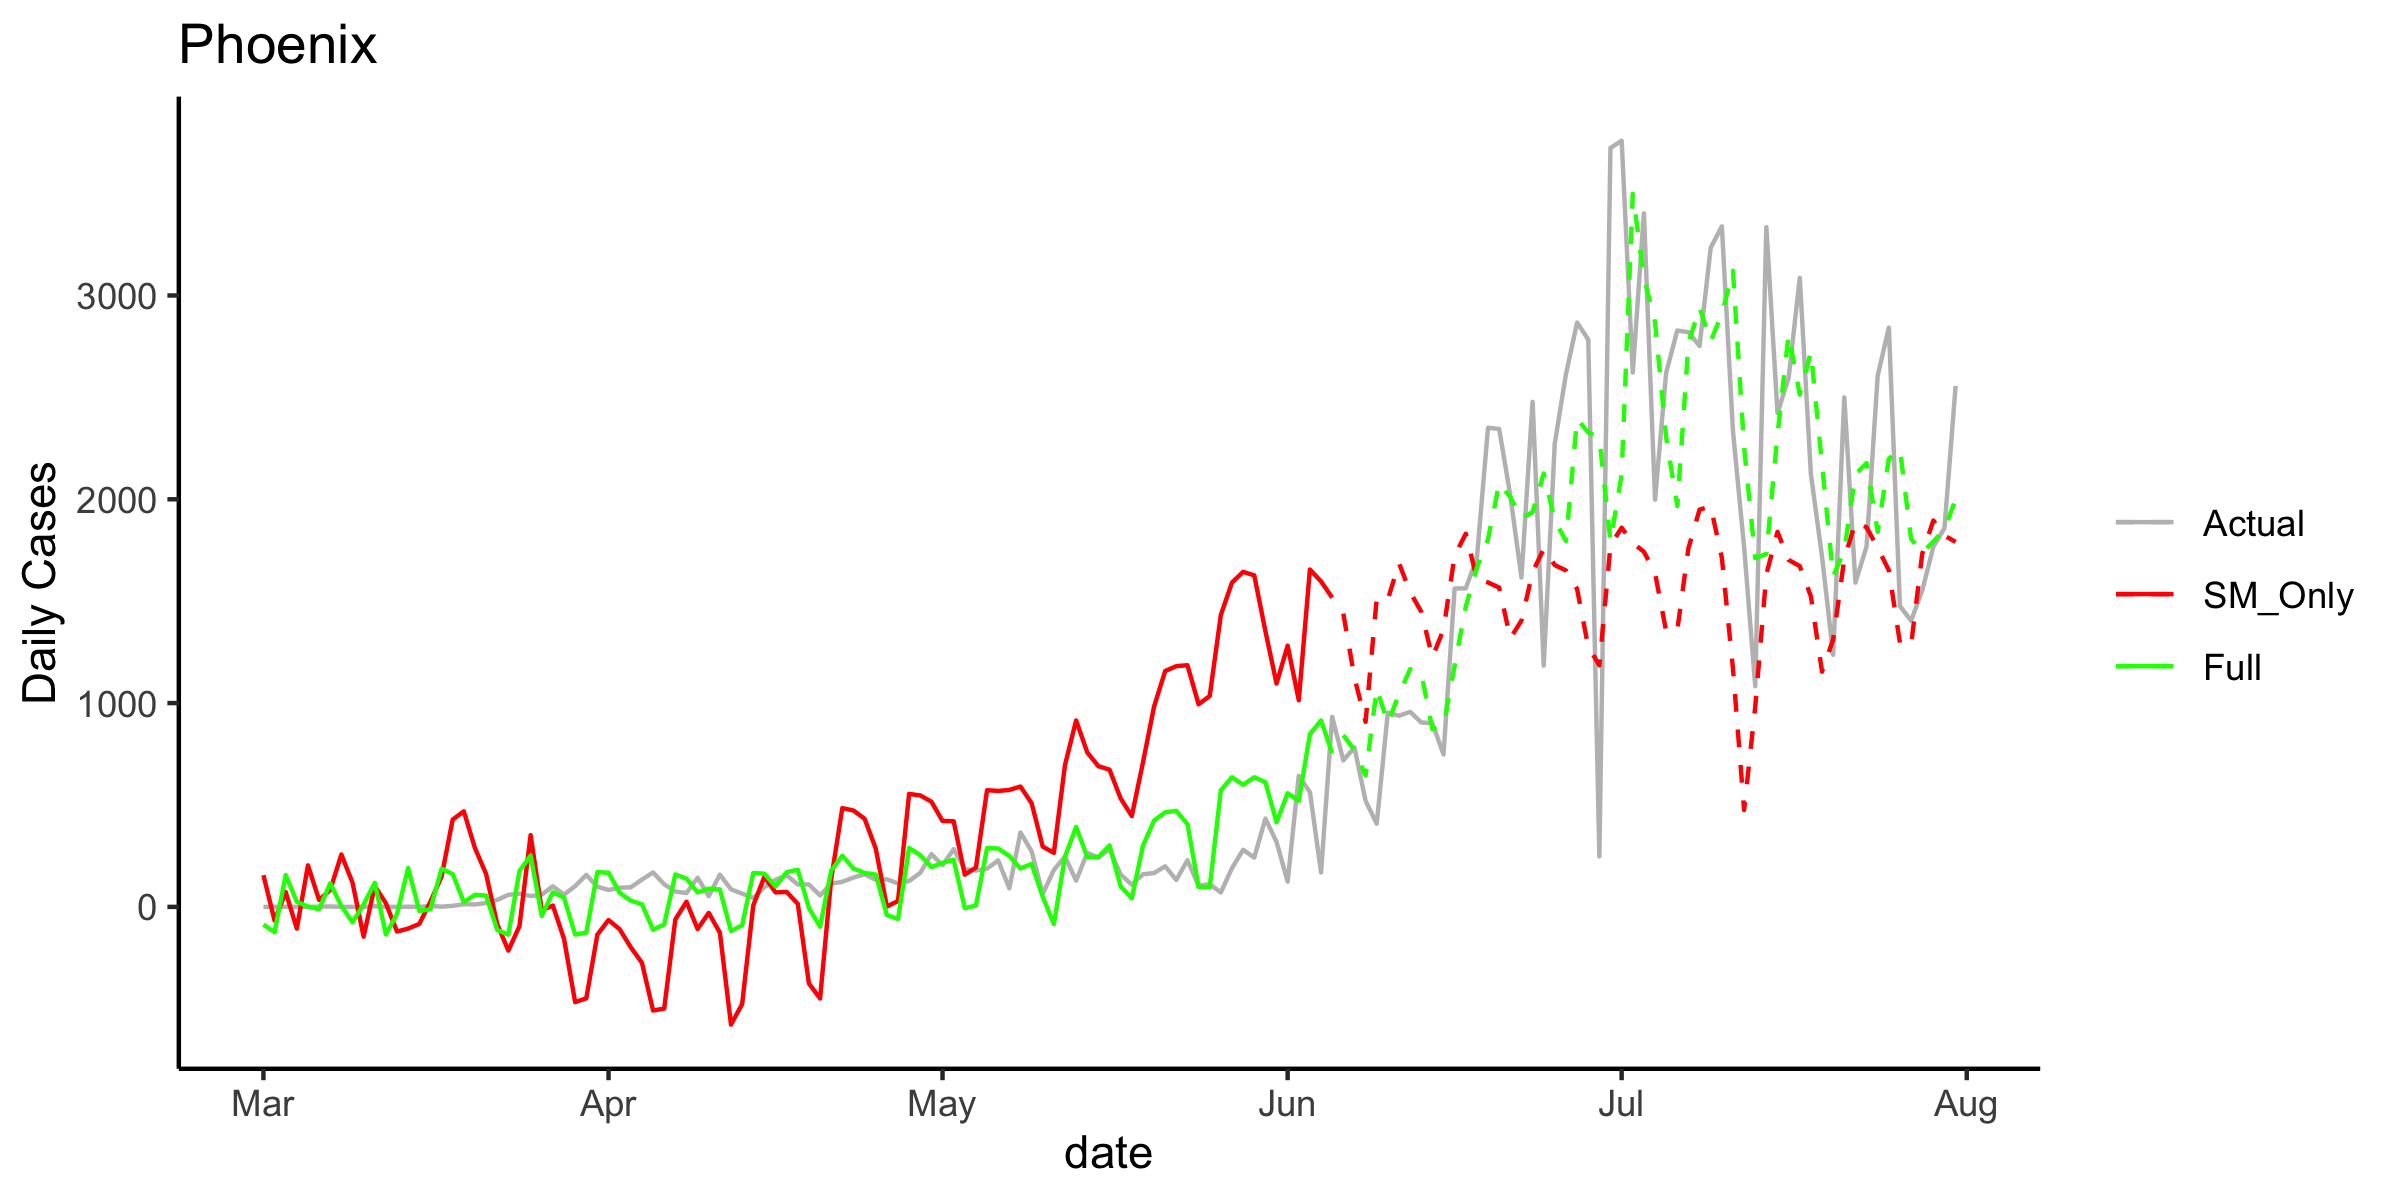 Phoenix
Daily Cases
3000
2000
1000
0
Mar Apr May Jun Jul Aug
date
Actual
SM_Only
Full